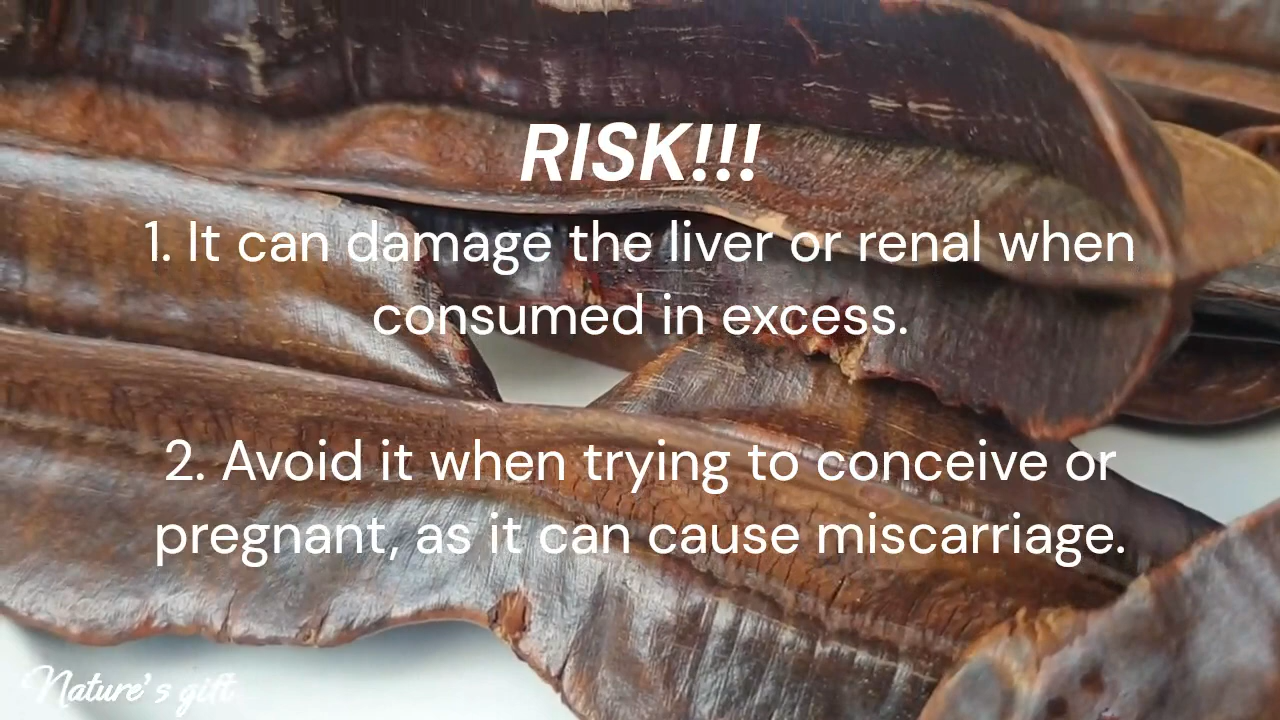 RISK!!!
1. It can damage the liver or renal when
consumed in excess.
2. Avoid it when trying to conceive or
pregnant, as it can cause miscarriage.
Nature's gift